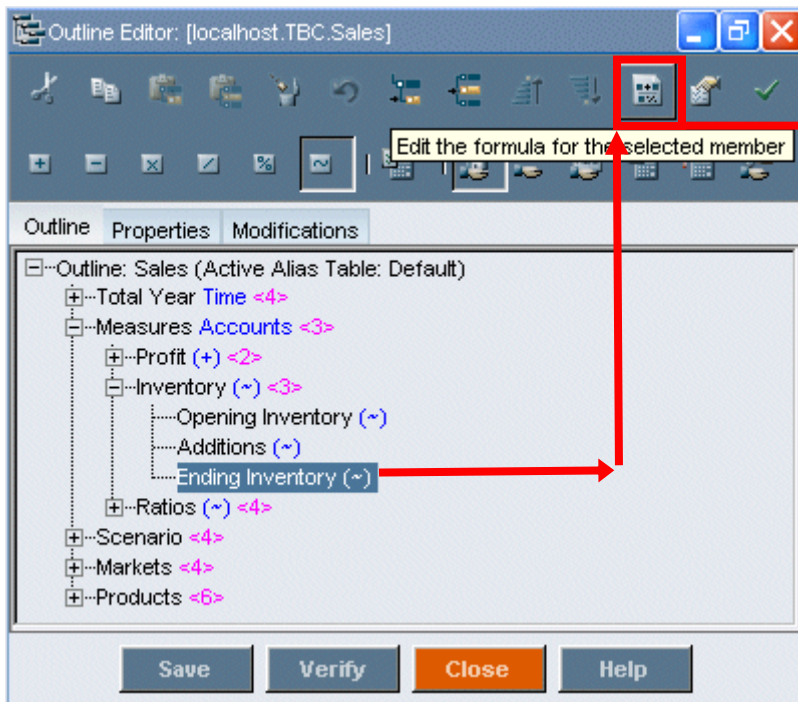 Outline Editor: [localhost.TBC.Sales]
Edit the formula for the selected member
Outline Properties Modifications
Outline: Sales (Active Alias Table: Default)
Total Year Time <4>
Measures Accounts <3>
Profit (+) <2>
Inventory (~) <3>
Opening Inventory (~)
Additions (~)
Ending Inventory (~)
Ratios (~) <4>
Scenario <4>
Markets <4>
Products <6>
Save Verify Close Help